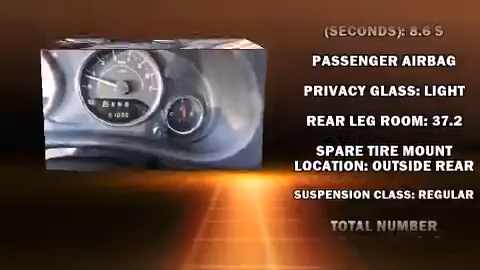 (SECONDS): 8.6 S
PASSENGER AIRBAG
PRIVACY GLASS: LIGHT
REAR LEG ROOM: 37.2
SPARE TIRE MOUNT
LOCATION: OUTSIDE REAR
SUSPENSION CLASS: REGULAR
TOTAL NUMBER